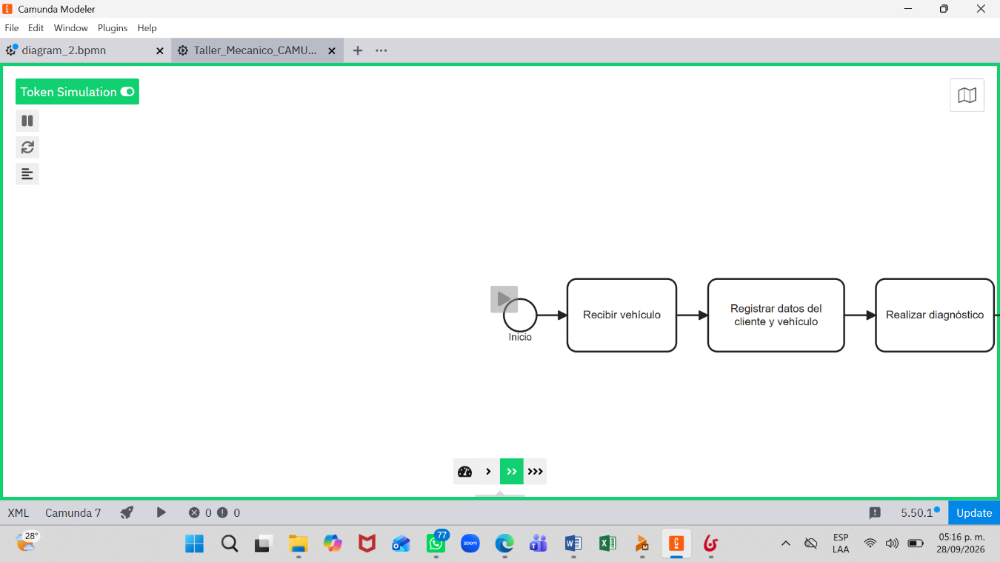 Camunda Modeler
File Edit Window Plugins Help
diagram_2.bpmn
Taller_Mecanico_CAMU...
Token Simulation
Recibir vehículo
Registrar datos del
cliente y vehículo
Realizar diagnóstico
Inicio
XML Camunda 7 0 0 5.50.1 Update
28°
77
zoom
ESP
LAA
05:16 p. m.
28/09/2026